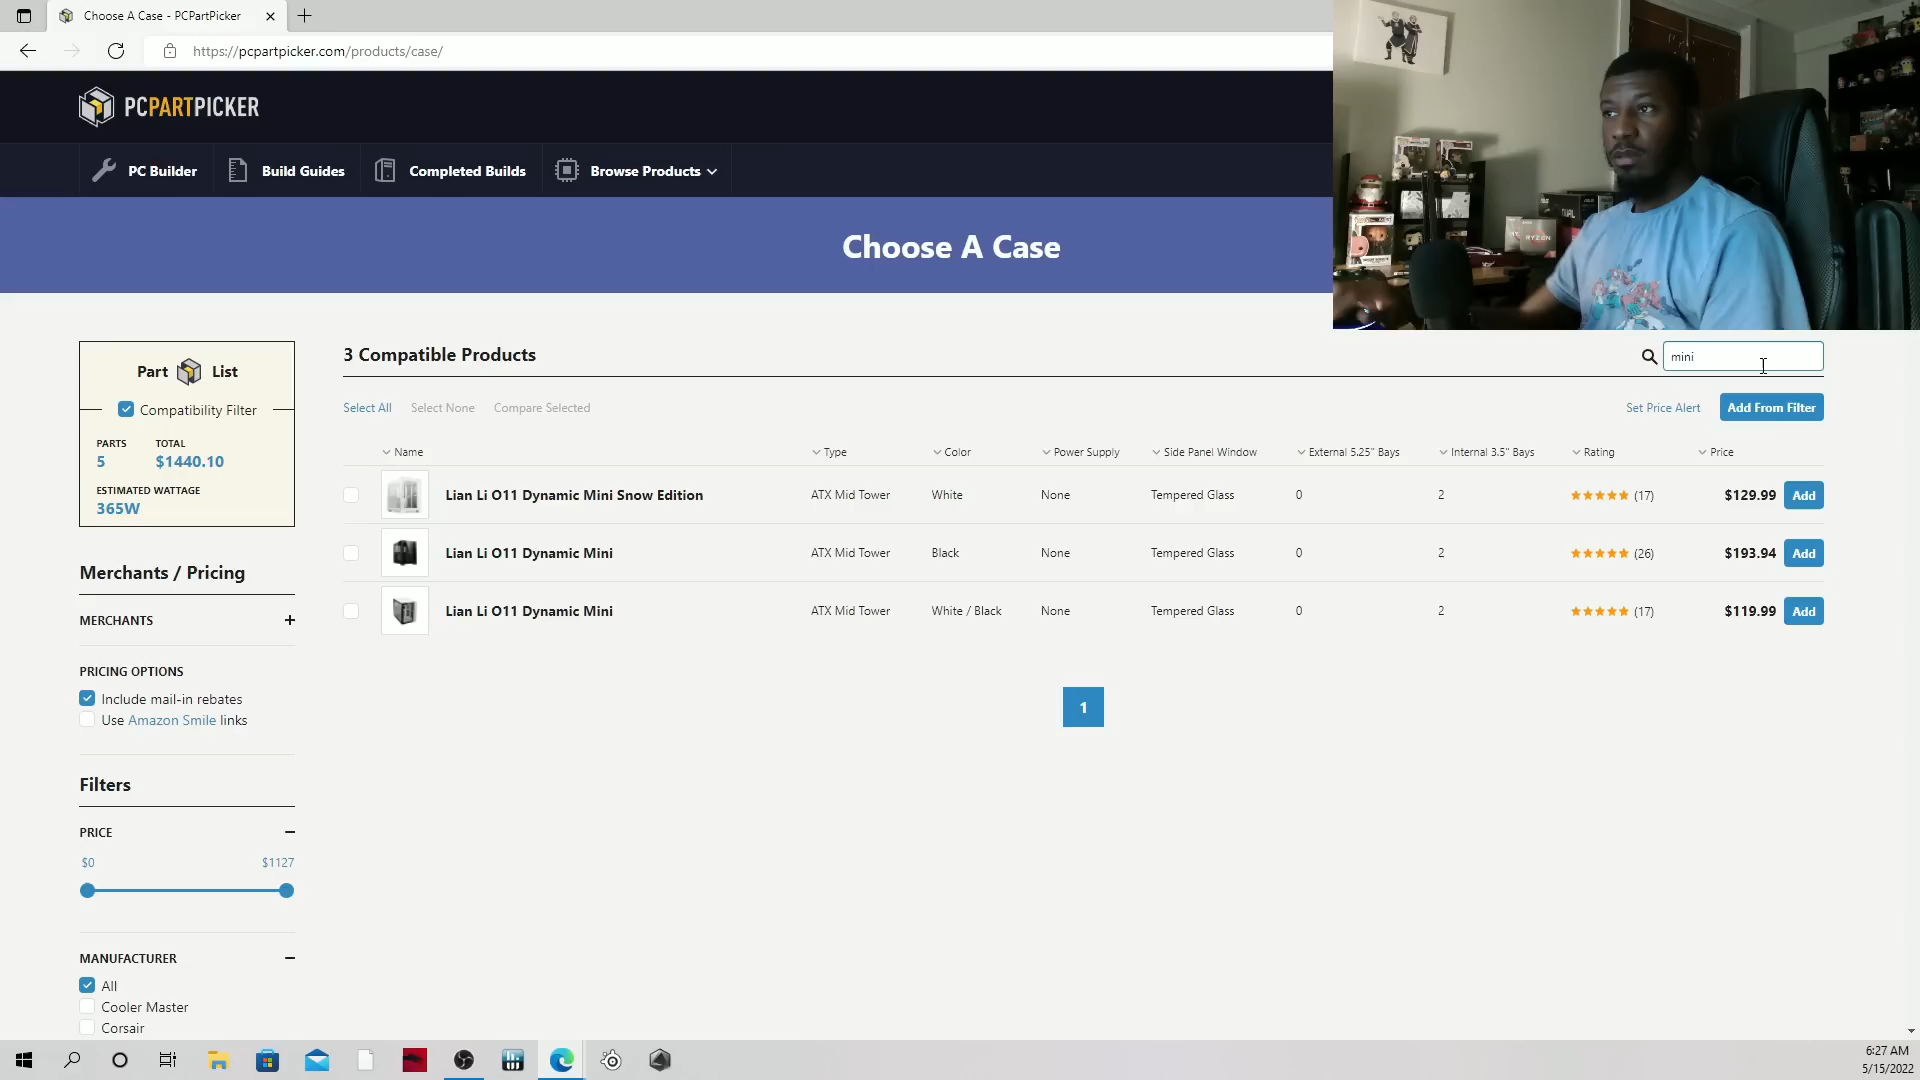 Choose A Case - PCPartPicker
https://pcpartpicker.com/products/case/
PCPARTPICKER
PC Builder
Build Guides
Completed Builds
Browse Products
Choose A Case
Part List
Compatibility Filter
PARTS TOTAL
5 $1440.10
ESTIMATED WATTAGE
365W
3 Compatible Products
mini
Select All Select None Compare Selected
Set Price Alert Add From Filter
Name Type Color Power Supply Side Panel Window External 5.25" Bays Internal 3.5" Bays Rating Price
Lian Li O11 Dynamic Mini Snow Edition ATX Mid Tower White None Tempered Glass 0 2 (17) $129.99 Add
Lian Li O11 Dynamic Mini ATX Mid Tower Black None Tempered Glass 0 2 (26) $193.94 Add
Lian Li O11 Dynamic Mini ATX Mid Tower White / Black None Tempered Glass 0 2 (17) $119.99 Add
1
Merchants / Pricing
MERCHANTS
PRICING OPTIONS
Include mail-in rebates
Use Amazon Smile links
Filters
PRICE
$0 $1127
MANUFACTURER
All
Cooler Master
Corsair
RYZEN
DUAL
6:27 AM
5/15/2022